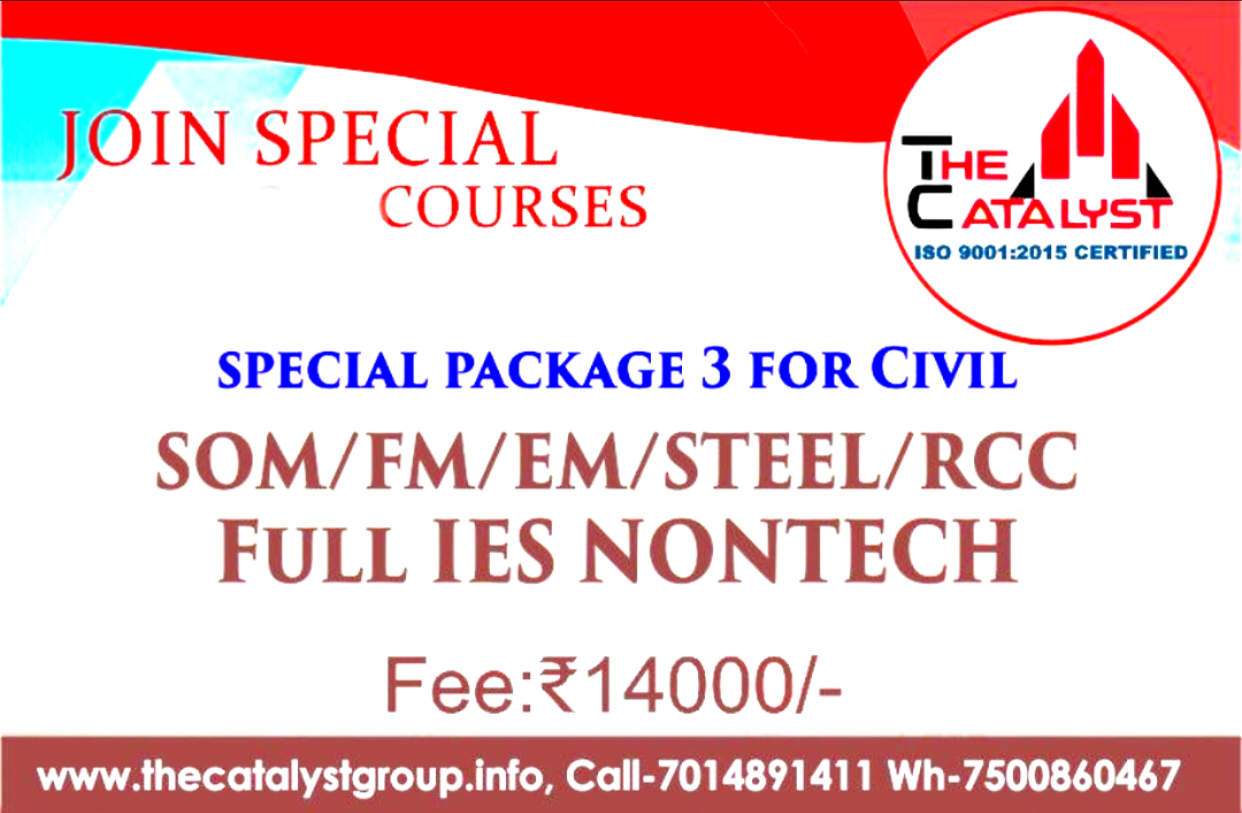 JOIN SPECIAL
COURSES
THE
CATALYST
ISO 9001:2015 CERTIFIED
SPECIAL PACKAGE 3 FOR CIVIL
SOM/FM/EM/STEEL/RCC
FULL IES NONTECH
Fee:₹14000/-
www.thecatalystgroup.info, Call-7014891411 Wh-7500860467